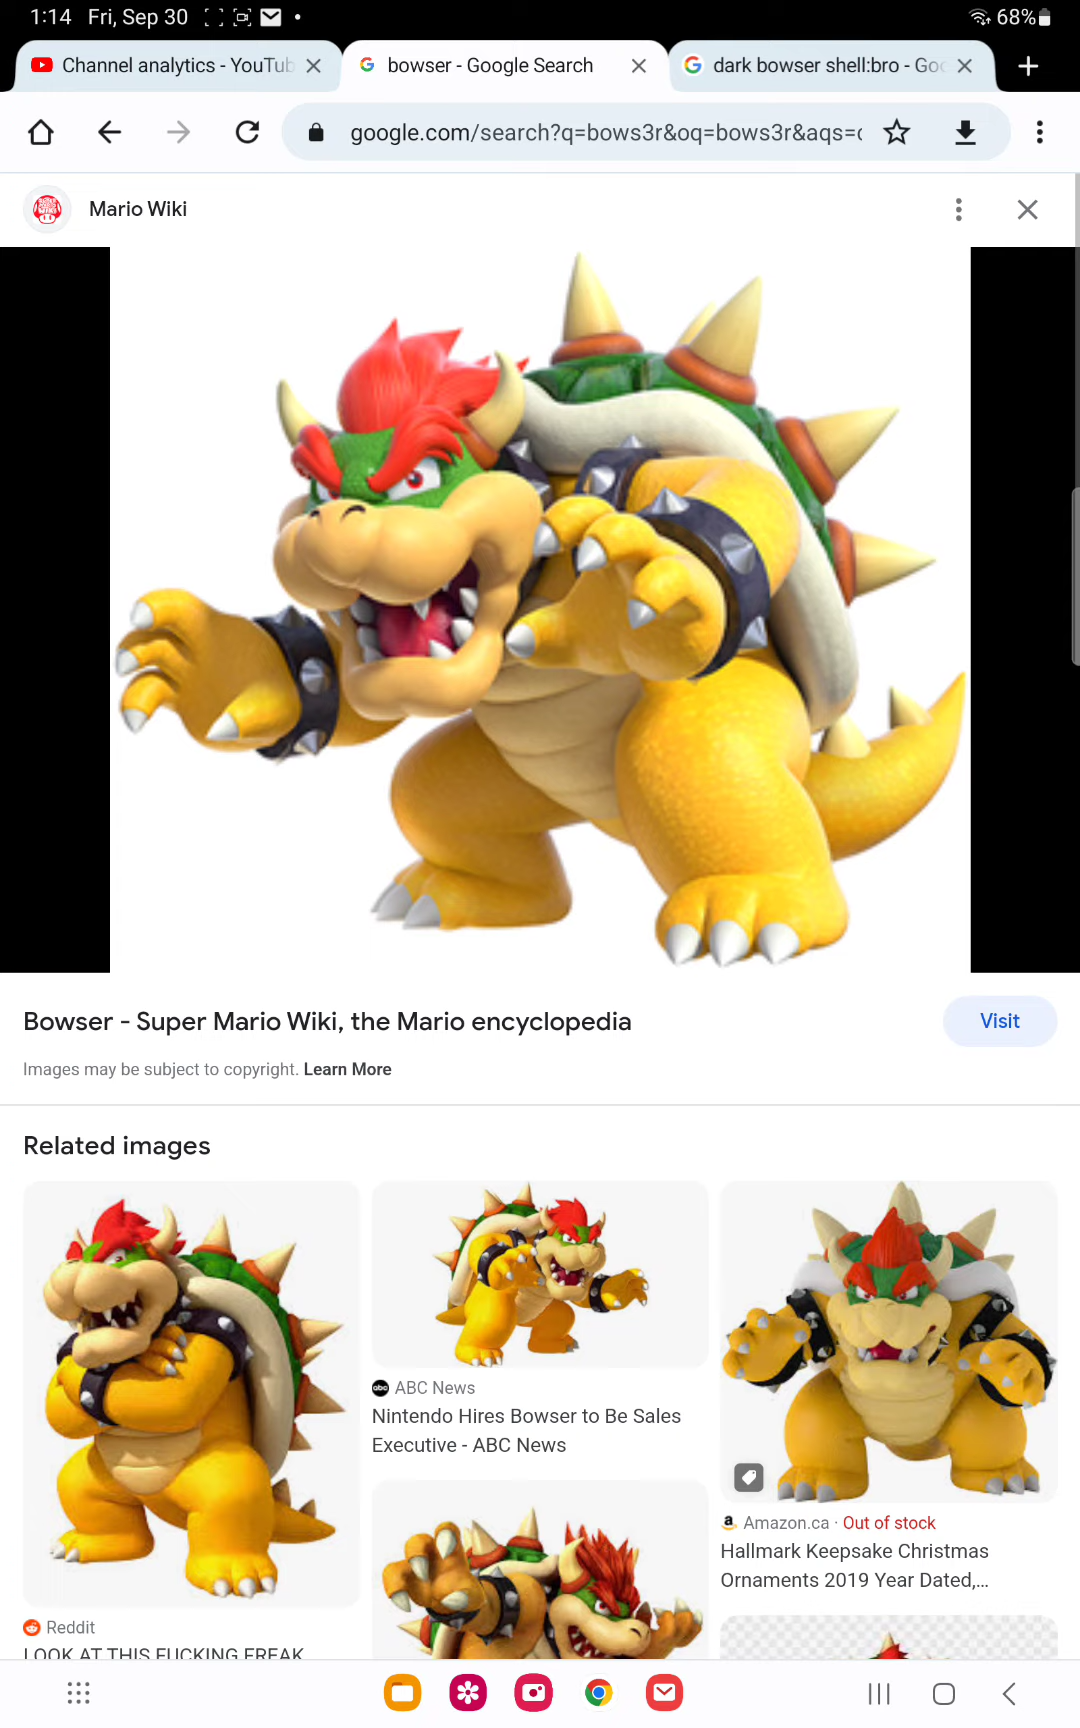 1:14 Fri, Sep 30
68%
Channel analytics - YouTub
bowser - Google Search
dark bowser shell:bro - Goo
google.com/search?q=bows3r&oq=bows3r&aqs=c
Mario Wiki
Bowser - Super Mario Wiki, the Mario encyclopedia
Visit
Images may be subject to copyright. Learn More
Related images
abc ABC News
Nintendo Hires Bowser to Be Sales
Executive - ABC News
a Amazon.ca · Out of stock
Hallmark Keepsake Christmas
Ornaments 2019 Year Dated,...
Reddit
LOOK AT THIS FUCKING FREAK